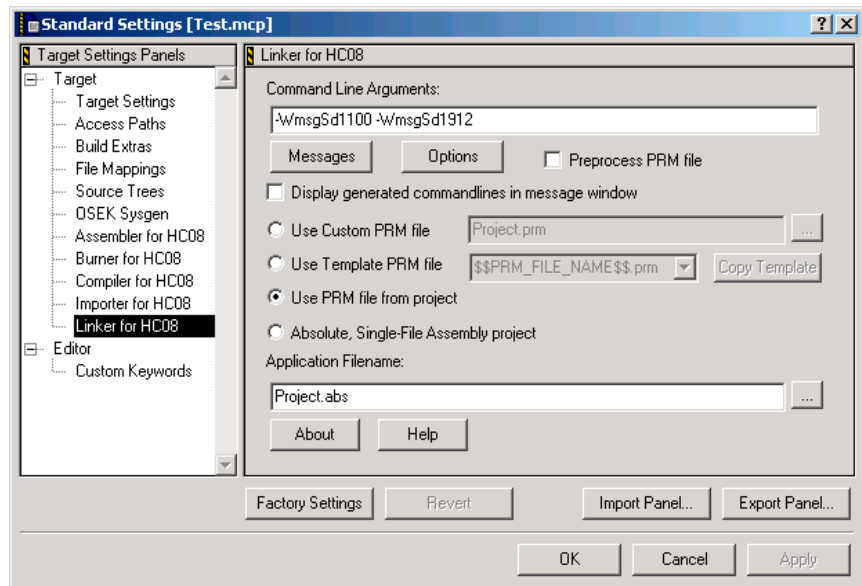 Standard Settings [Test.mcp]
Target Settings Panels
Target
Target Settings
Access Paths
Build Extras
File Mappings
Source Trees
OSEK Sysgen
Assembler for HC08
Burner for HC08
Compiler for HC08
Importer for HC08
Linker for HC08
Editor
Custom Keywords
Linker for HC08
Command Line Arguments:
-WmsgSd1100 -WmsgSd1912
Messages Options Preprocess PRM file
Display generated commandlines in message window
Use Custom PRM file Project.prm ...
Use Template PRM file $$PRM_FILE_NAME$$.prm Copy Template
Use PRM file from project
Absolute, Single-File Assembly project
Application Filename:
Project.abs ...
About Help
Factory Settings Revert Import Panel... Export Panel...
OK Cancel Apply